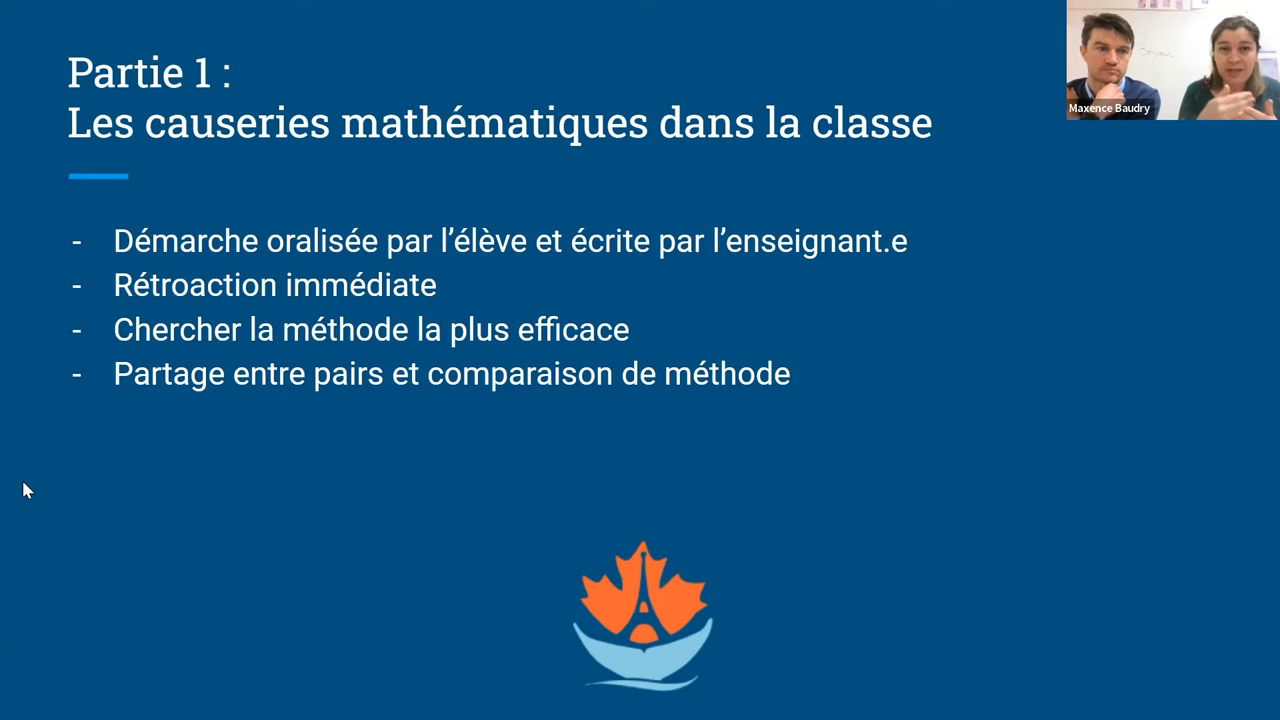 Partie 1 :
Les causeries mathématiques dans la classe
- Démarche oralisée par l’élève et écrite par l’enseignant.e
- Rétroaction immédiate
- Chercher la méthode la plus efficace
- Partage entre pairs et comparaison de méthode
Maxence Baudry